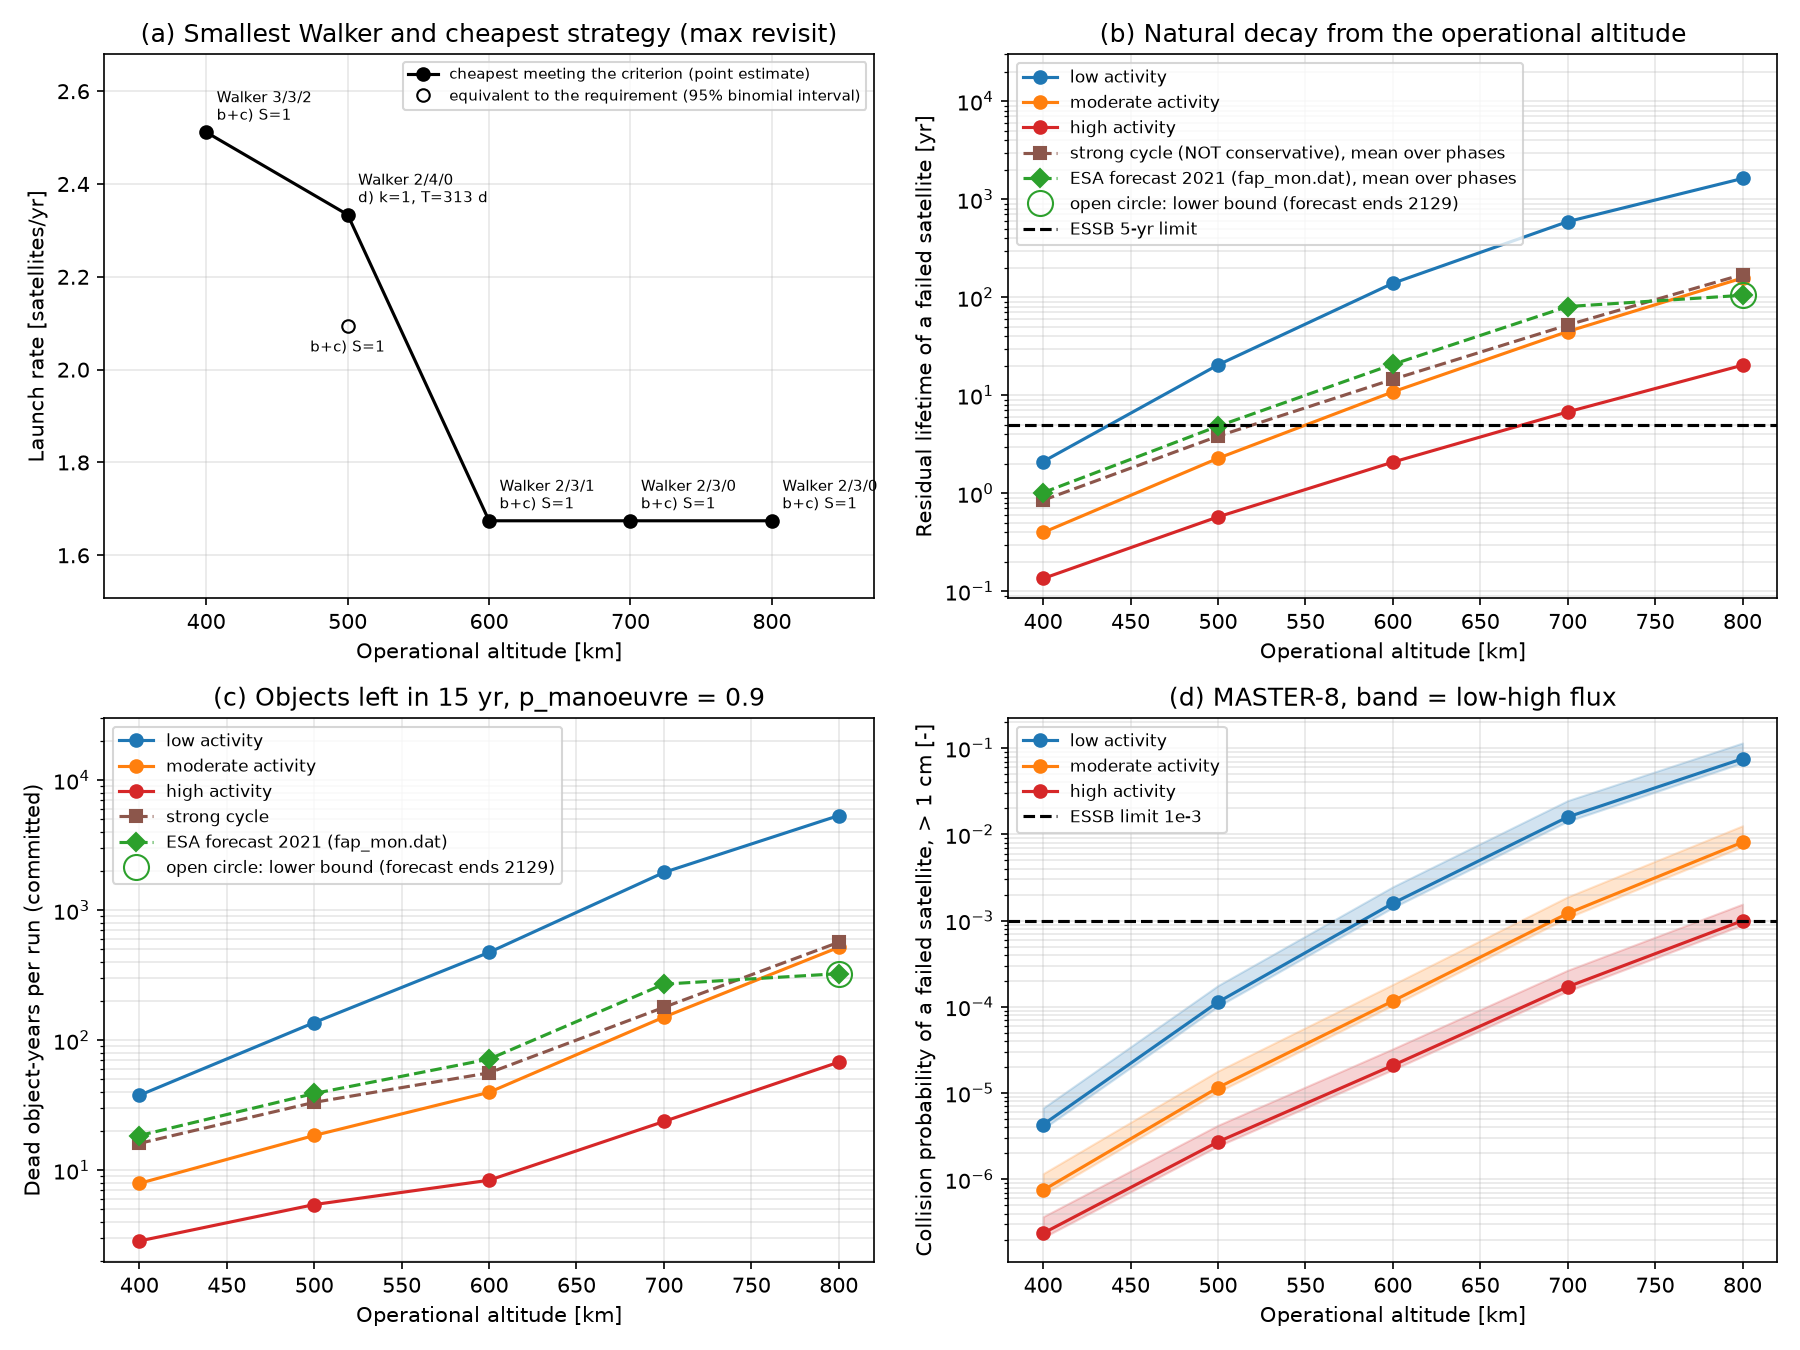 (a) Smallest Walker and cheapest strategy (max revisit)
Launch rate [satellites/yr]
2.6
2.4
2.2
2.0
1.8
1.6
cheapest meeting the criterion (point estimate)
equivalent to the requirement (95% binomial interval)
Walker 3/3/2
b+c) S=1
Walker 2/4/0
d) k=1, T=313 d
b+c) S=1
Walker 2/3/1
b+c) S=1
Walker 2/3/0
b+c) S=1
Walker 2/3/0
b+c) S=1
400 500 600 700 800
Operational altitude [km]
(b) Natural decay from the operational altitude
Residual lifetime of a failed satellite [yr]
10⁴
10³
10²
10¹
10⁰
10⁻¹
low activity
moderate activity
high activity
strong cycle (NOT conservative), mean over phases
ESA forecast 2021 (fap_mon.dat), mean over phases
open circle: lower bound (forecast ends 2129)
ESSB 5-yr limit
400 450 500 550 600 650 700 750 800
Operational altitude [km]
(c) Objects left in 15 yr, p_manoeuvre = 0.9
Dead object-years per run (committed)
10⁴
10³
10²
10¹
low activity
moderate activity
high activity
strong cycle
ESA forecast 2021 (fap_mon.dat)
open circle: lower bound (forecast ends 2129)
400 450 500 550 600 650 700 750 800
Operational altitude [km]
(d) MASTER-8, band = low-high flux
Collision probability of a failed satellite, > 1 cm [-]
10⁻¹
10⁻²
10⁻³
10⁻⁴
10⁻⁵
10⁻⁶
low activity
moderate activity
high activity
ESSB limit 1e-3
400 450 500 550 600 650 700 750 800
Operational altitude [km]